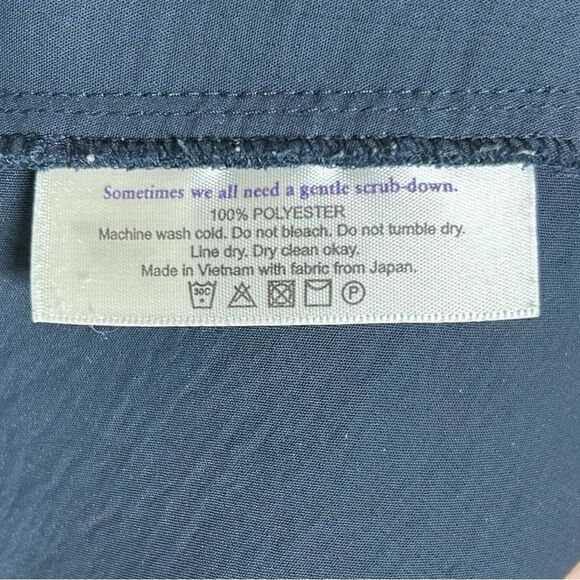 Sometimes we all need a gentle scrub-down.
100% POLYESTER
Machine wash cold. Do not bleach. Do not tumble dry.
Line dry. Dry clean okay.
Made in Vietnam with fabric from Japan.
30C P